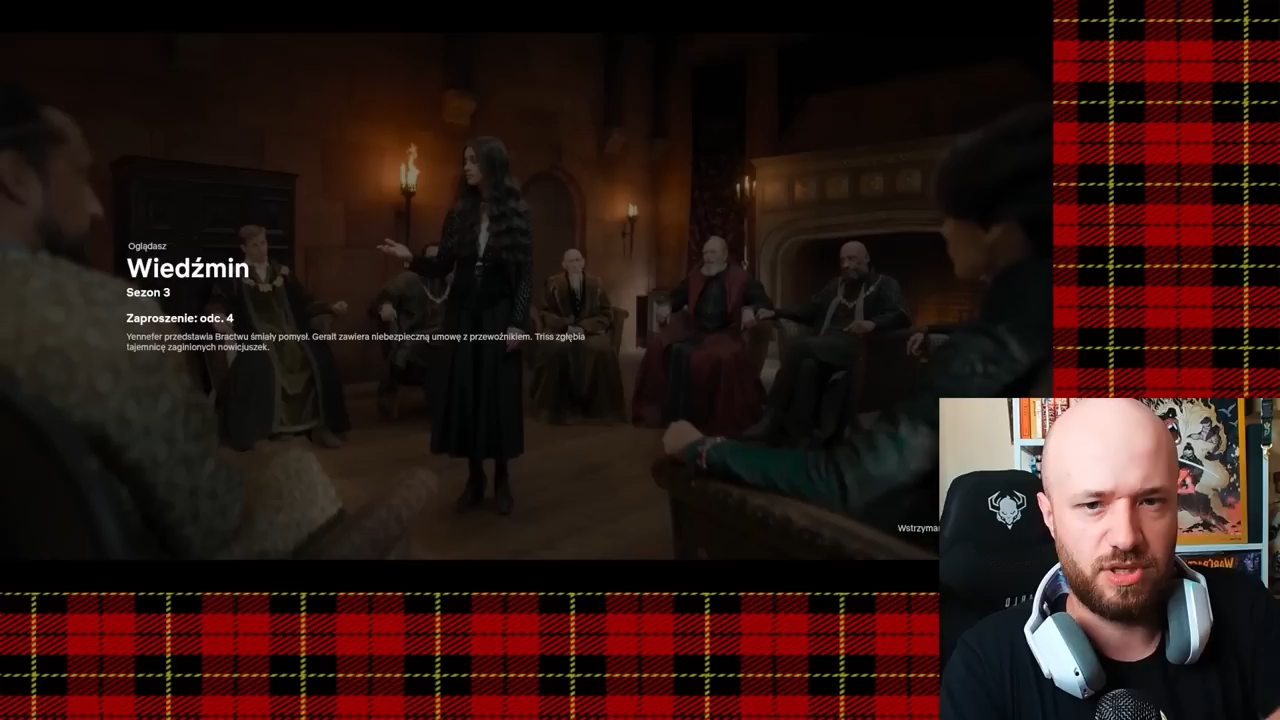 Oglądasz
Wiedźmin
Sezon 3
Zaproszenie: odc. 4
Yennefer przedstawia Bractwu śmiały pomysł. Geralt zawiera niebezpieczną umowę z przewoźnikiem. Triss zgłębia
tajemnicę zaginionych nowicjuszek.
WARCRAFT